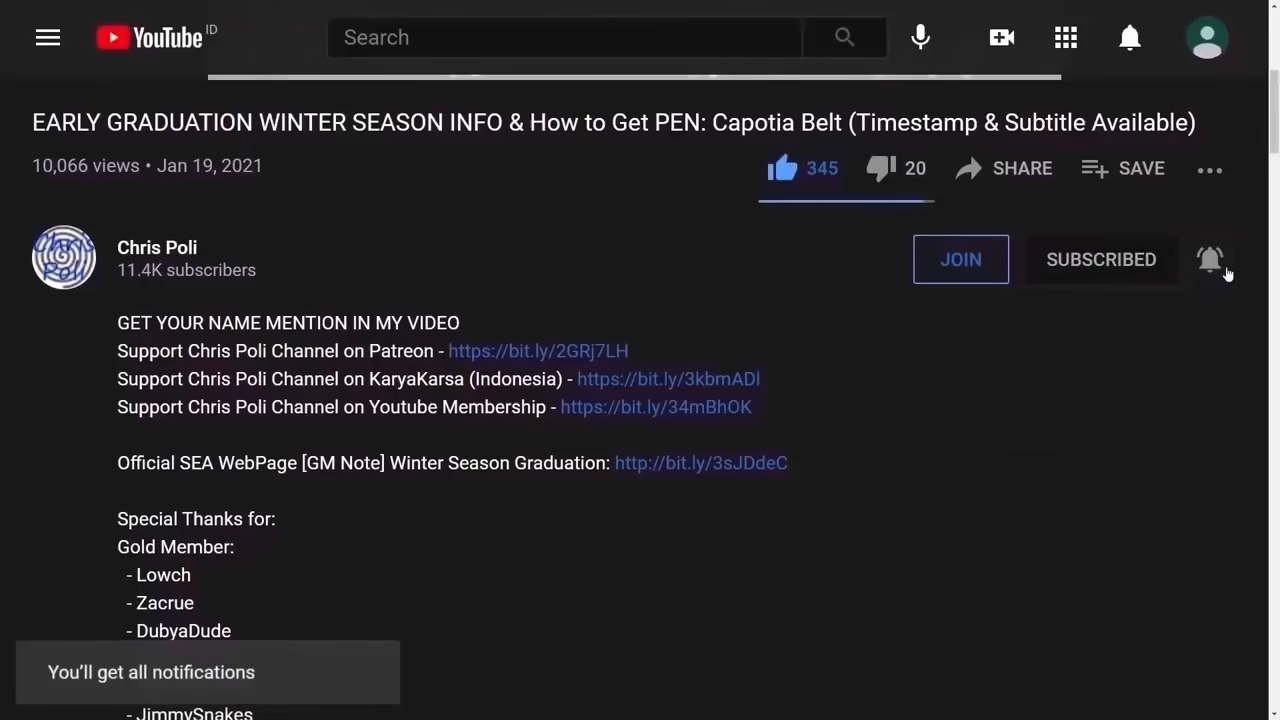 YouTube ID
Search
EARLY GRADUATION WINTER SEASON INFO & How to Get PEN: Capotia Belt (Timestamp & Subtitle Available)
10,066 views • Jan 19, 2021
345
20
SHARE
SAVE
Chris Poli
Chris Poli
11.4K subscribers
JOIN
SUBSCRIBED
GET YOUR NAME MENTION IN MY VIDEO
Support Chris Poli Channel on Patreon - https://bit.ly/2GRj7LH
Support Chris Poli Channel on KaryaKarsa (Indonesia) - https://bit.ly/3kbmADl
Support Chris Poli Channel on Youtube Membership - https://bit.ly/34mBhOK
Official SEA WebPage [GM Note] Winter Season Graduation: http://bit.ly/3sJDdeC
Special Thanks for:
Gold Member:
- Lowch
- Zacrue
- DubyaDude
You'll get all notifications
- JimmySnakes